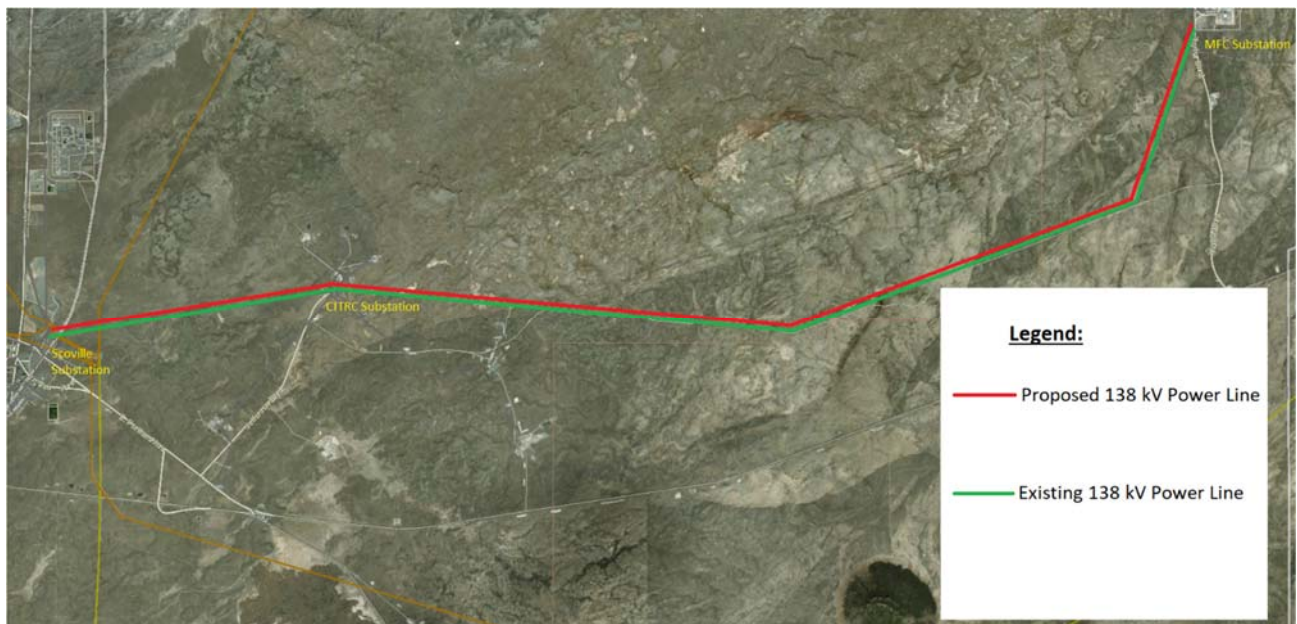 MFC Substation
CITRC Substation
Scoville
Substation
Legend:
Proposed 138 kV Power Line
Existing 138 kV Power Line